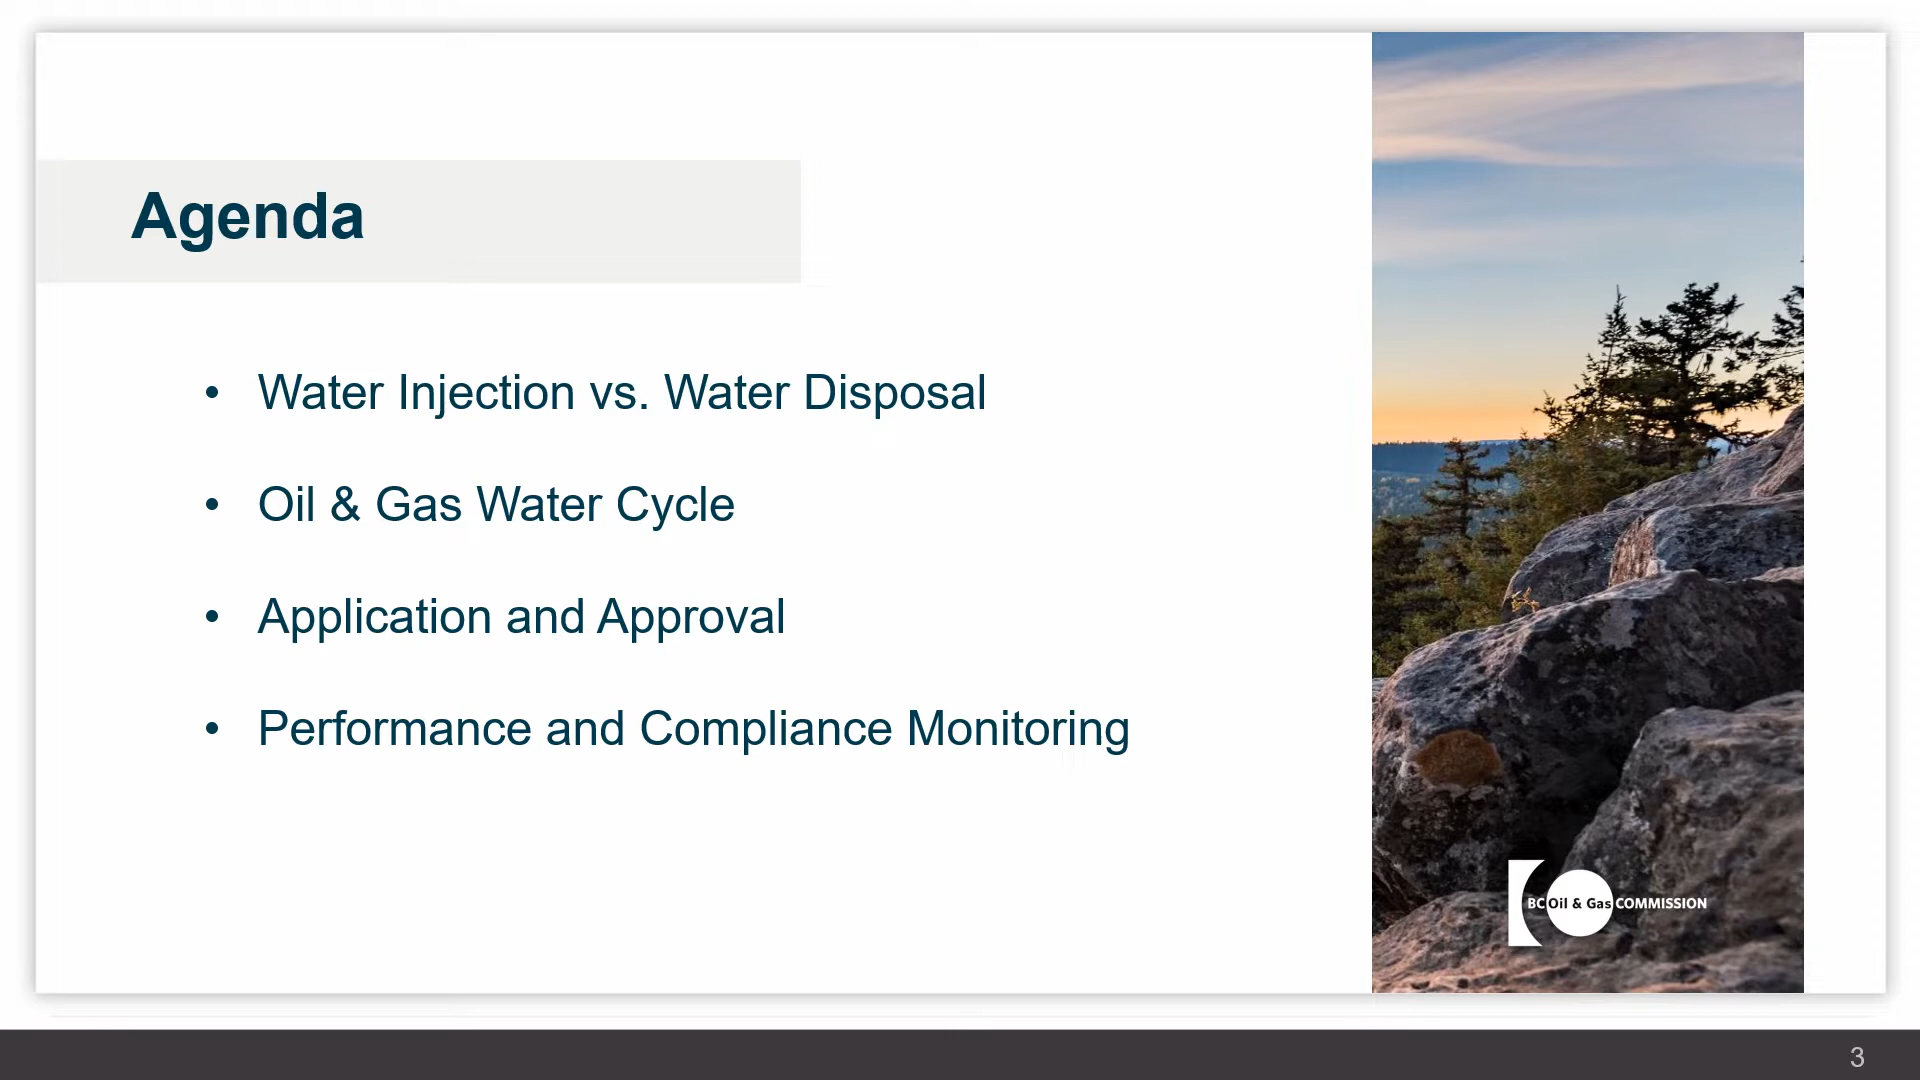 Agenda
• Water Injection vs. Water Disposal
• Oil & Gas Water Cycle
• Application and Approval
• Performance and Compliance Monitoring
BC Oil & Gas COMMISSION
3